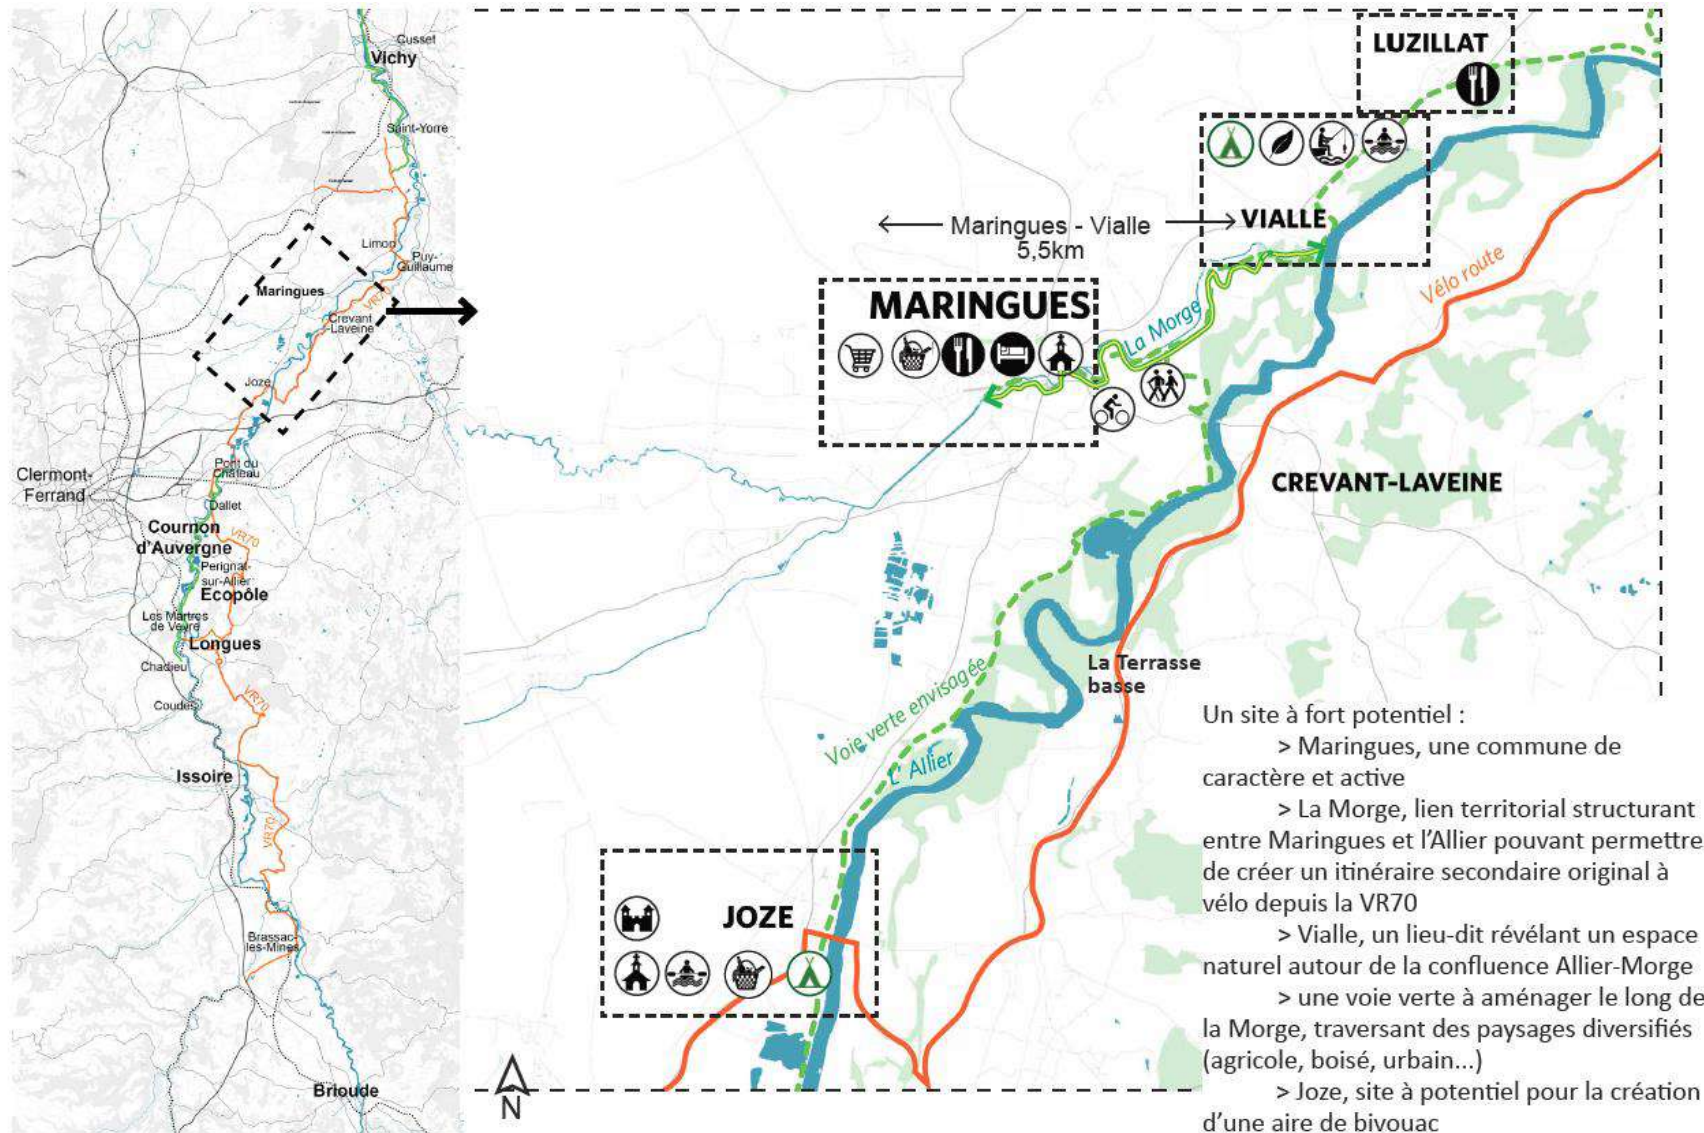 Cusset
Vichy
Saint-Yorre
Limon
Puy-
Guillaume
Maringues
VR70
Crevant
-Laveine
Joze
Pont du
Château
Clermont-
Ferrand
Dallet
Cournon
d'Auvergne
VR70
Perignat-
sur-Allier
Ecopôle
Les Martres
de Veyre
Longues
Chadieu
VR70
Coudes
Issoire
VR70
Brassac-
les-Mines
Brioude
LUZILLAT
Maringues - Vialle
5,5km
VIALLE
MARINGUES
La Morge
Vélo route
CREVANT-LAVEINE
La Terrasse
basse
Voie verte envisagée
L' Allier
JOZE
N
Un site à fort potentiel :
> Maringues, une commune de
caractère et active
> La Morge, lien territorial structurant
entre Maringues et l'Allier pouvant permettre
de créer un itinéraire secondaire original à
vélo depuis la VR70
> Vialle, un lieu-dit révélant un espace
naturel autour de la confluence Allier-Morge
> une voie verte à aménager le long de
la Morge, traversant des paysages diversifiés
(agricole, boisé, urbain...)
> Joze, site à potentiel pour la création
d'une aire de bivouac